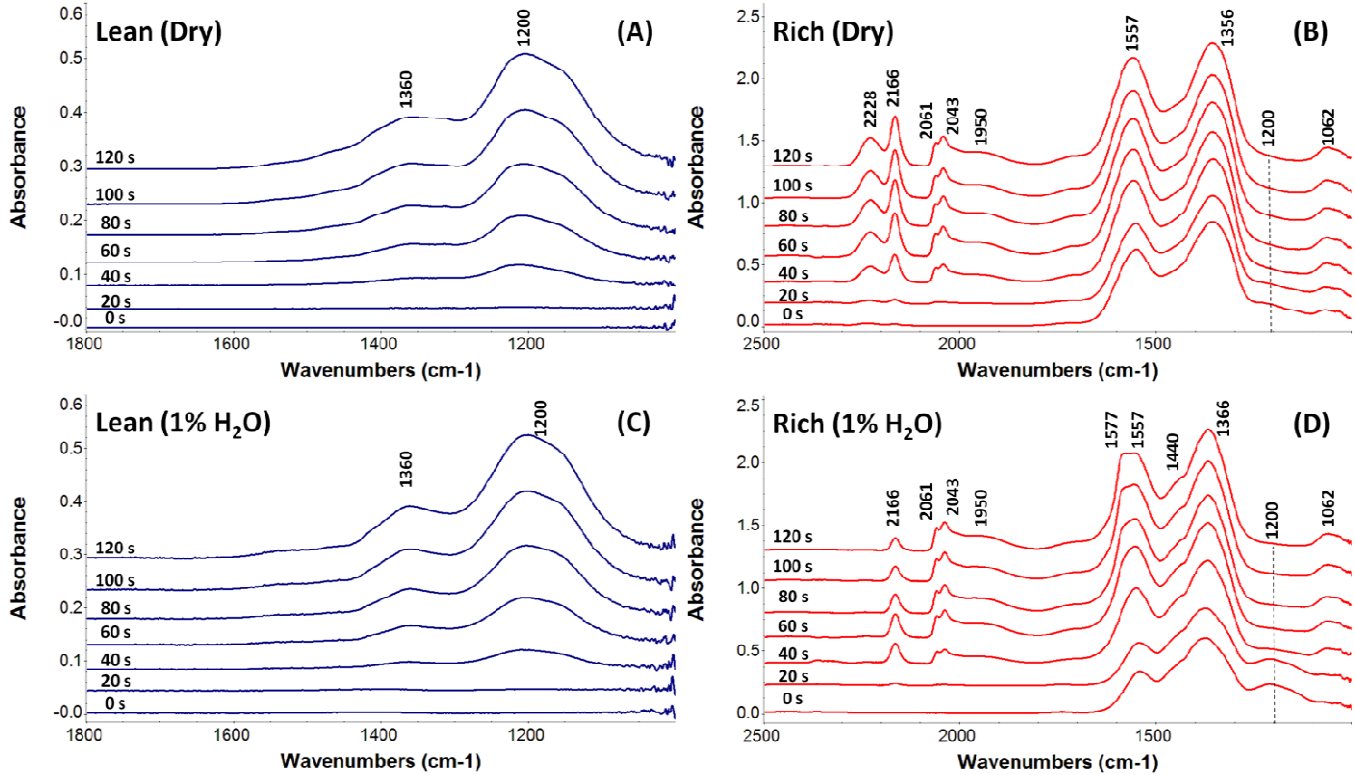 Lean (Dry)
(A)
1200
1360
0.6
0.5
0.4
0.3
0.2
0.1
-0.0
Absorbance
120 s
100 s
80 s
60 s
40 s
20 s
0 s
1800
1600
1400
1200
Wavenumbers (cm-1)
Rich (Dry)
(B)
2228
2166
2061
2043
1950
1557
1356
1200
1062
2.5
2.0
1.5
1.0
0.5
0.0
Absorbance
120 s
100 s
80 s
60 s
40 s
20 s
0 s
2500
2000
1500
Wavenumbers (cm-1)
Lean (1% H2O)
(C)
1200
1360
0.6
0.5
0.4
0.3
0.2
0.1
-0.0
Absorbance
120 s
100 s
80 s
60 s
40 s
20 s
0 s
1800
1600
1400
1200
Wavenumbers (cm-1)
Rich (1% H2O)
(D)
2166
2061
2043
1950
1577
1557
1440
1366
1200
1062
2.5
2.0
1.5
1.0
0.5
0.0
Absorbance
120 s
100 s
80 s
60 s
40 s
20 s
0 s
2500
2000
1500
Wavenumbers (cm-1)